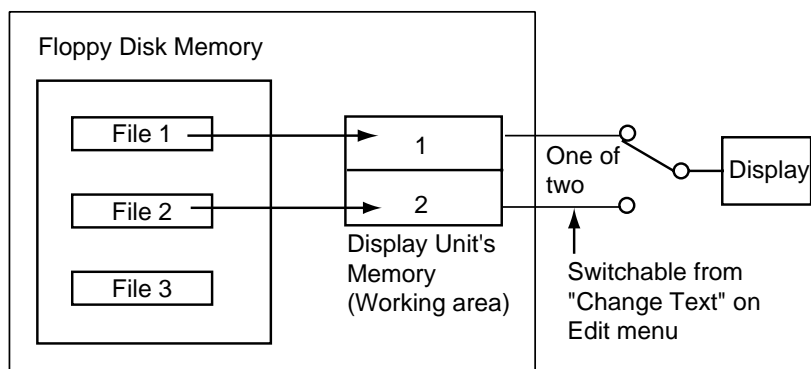 Floppy Disk Memory
File 1
File 2
File 3
1
2
Display Unit's
Memory
(Working area)
One of
two
Display
Switchable from
"Change Text" on
Edit menu